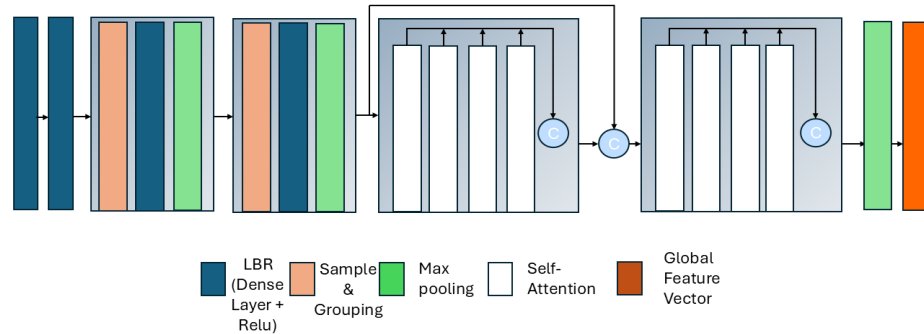 C
C
C
LBR
(Dense
Layer +
Relu)
Sample
&
Grouping
Max
pooling
Self-
Attention
Global
Feature
Vector